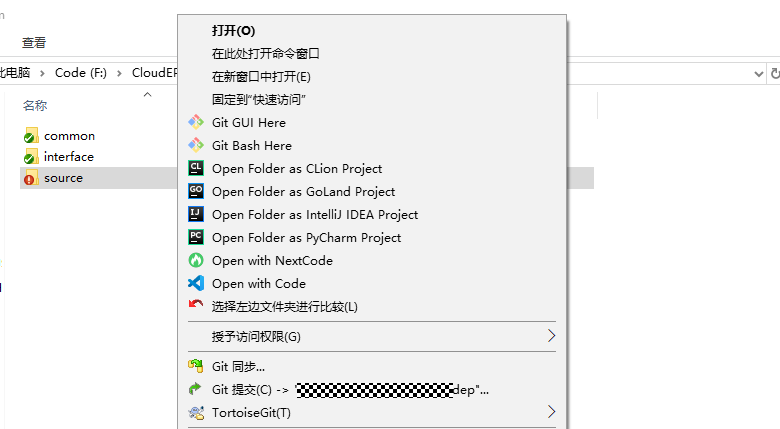 查看
此电脑 > Code (F:) > CloudEP
名称
common
interface
source
打开(O)
在此处打开命令窗口
在新窗口中打开(E)
固定到"快速访问"
Git GUI Here
Git Bash Here
Open Folder as CLion Project
Open Folder as GoLand Project
Open Folder as IntelliJ IDEA Project
Open Folder as PyCharm Project
Open with NextCode
Open with Code
选择左边文件夹进行比较(L)
授予访问权限(G)
Git 同步...
Git 提交(C) -> "dep"...
TortoiseGit(T)